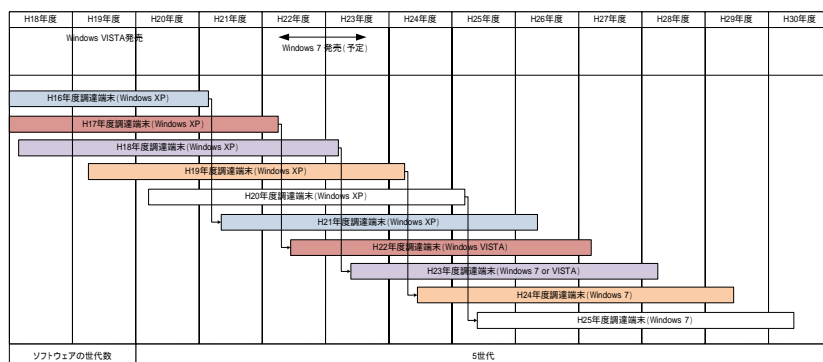 H18年度 H19年度 H20年度 H21年度 H22年度 H23年度 H24年度 H25年度 H26年度 H27年度 H28年度 H29年度 H30年度
Windows VISTA発売
Windows 7 発売(予定)
H16年度調達端末(Windows XP)
H17年度調達端末(Windows XP)
H18年度調達端末(Windows XP)
H19年度調達端末(Windows XP)
H20年度調達端末(Windows XP)
H21年度調達端末(Windows XP)
H22年度調達端末(Windows VISTA)
H23年度調達端末(Windows 7 or VISTA)
H24年度調達端末(Windows 7)
H25年度調達端末(Windows 7)
ソフトウェアの世代数 5世代